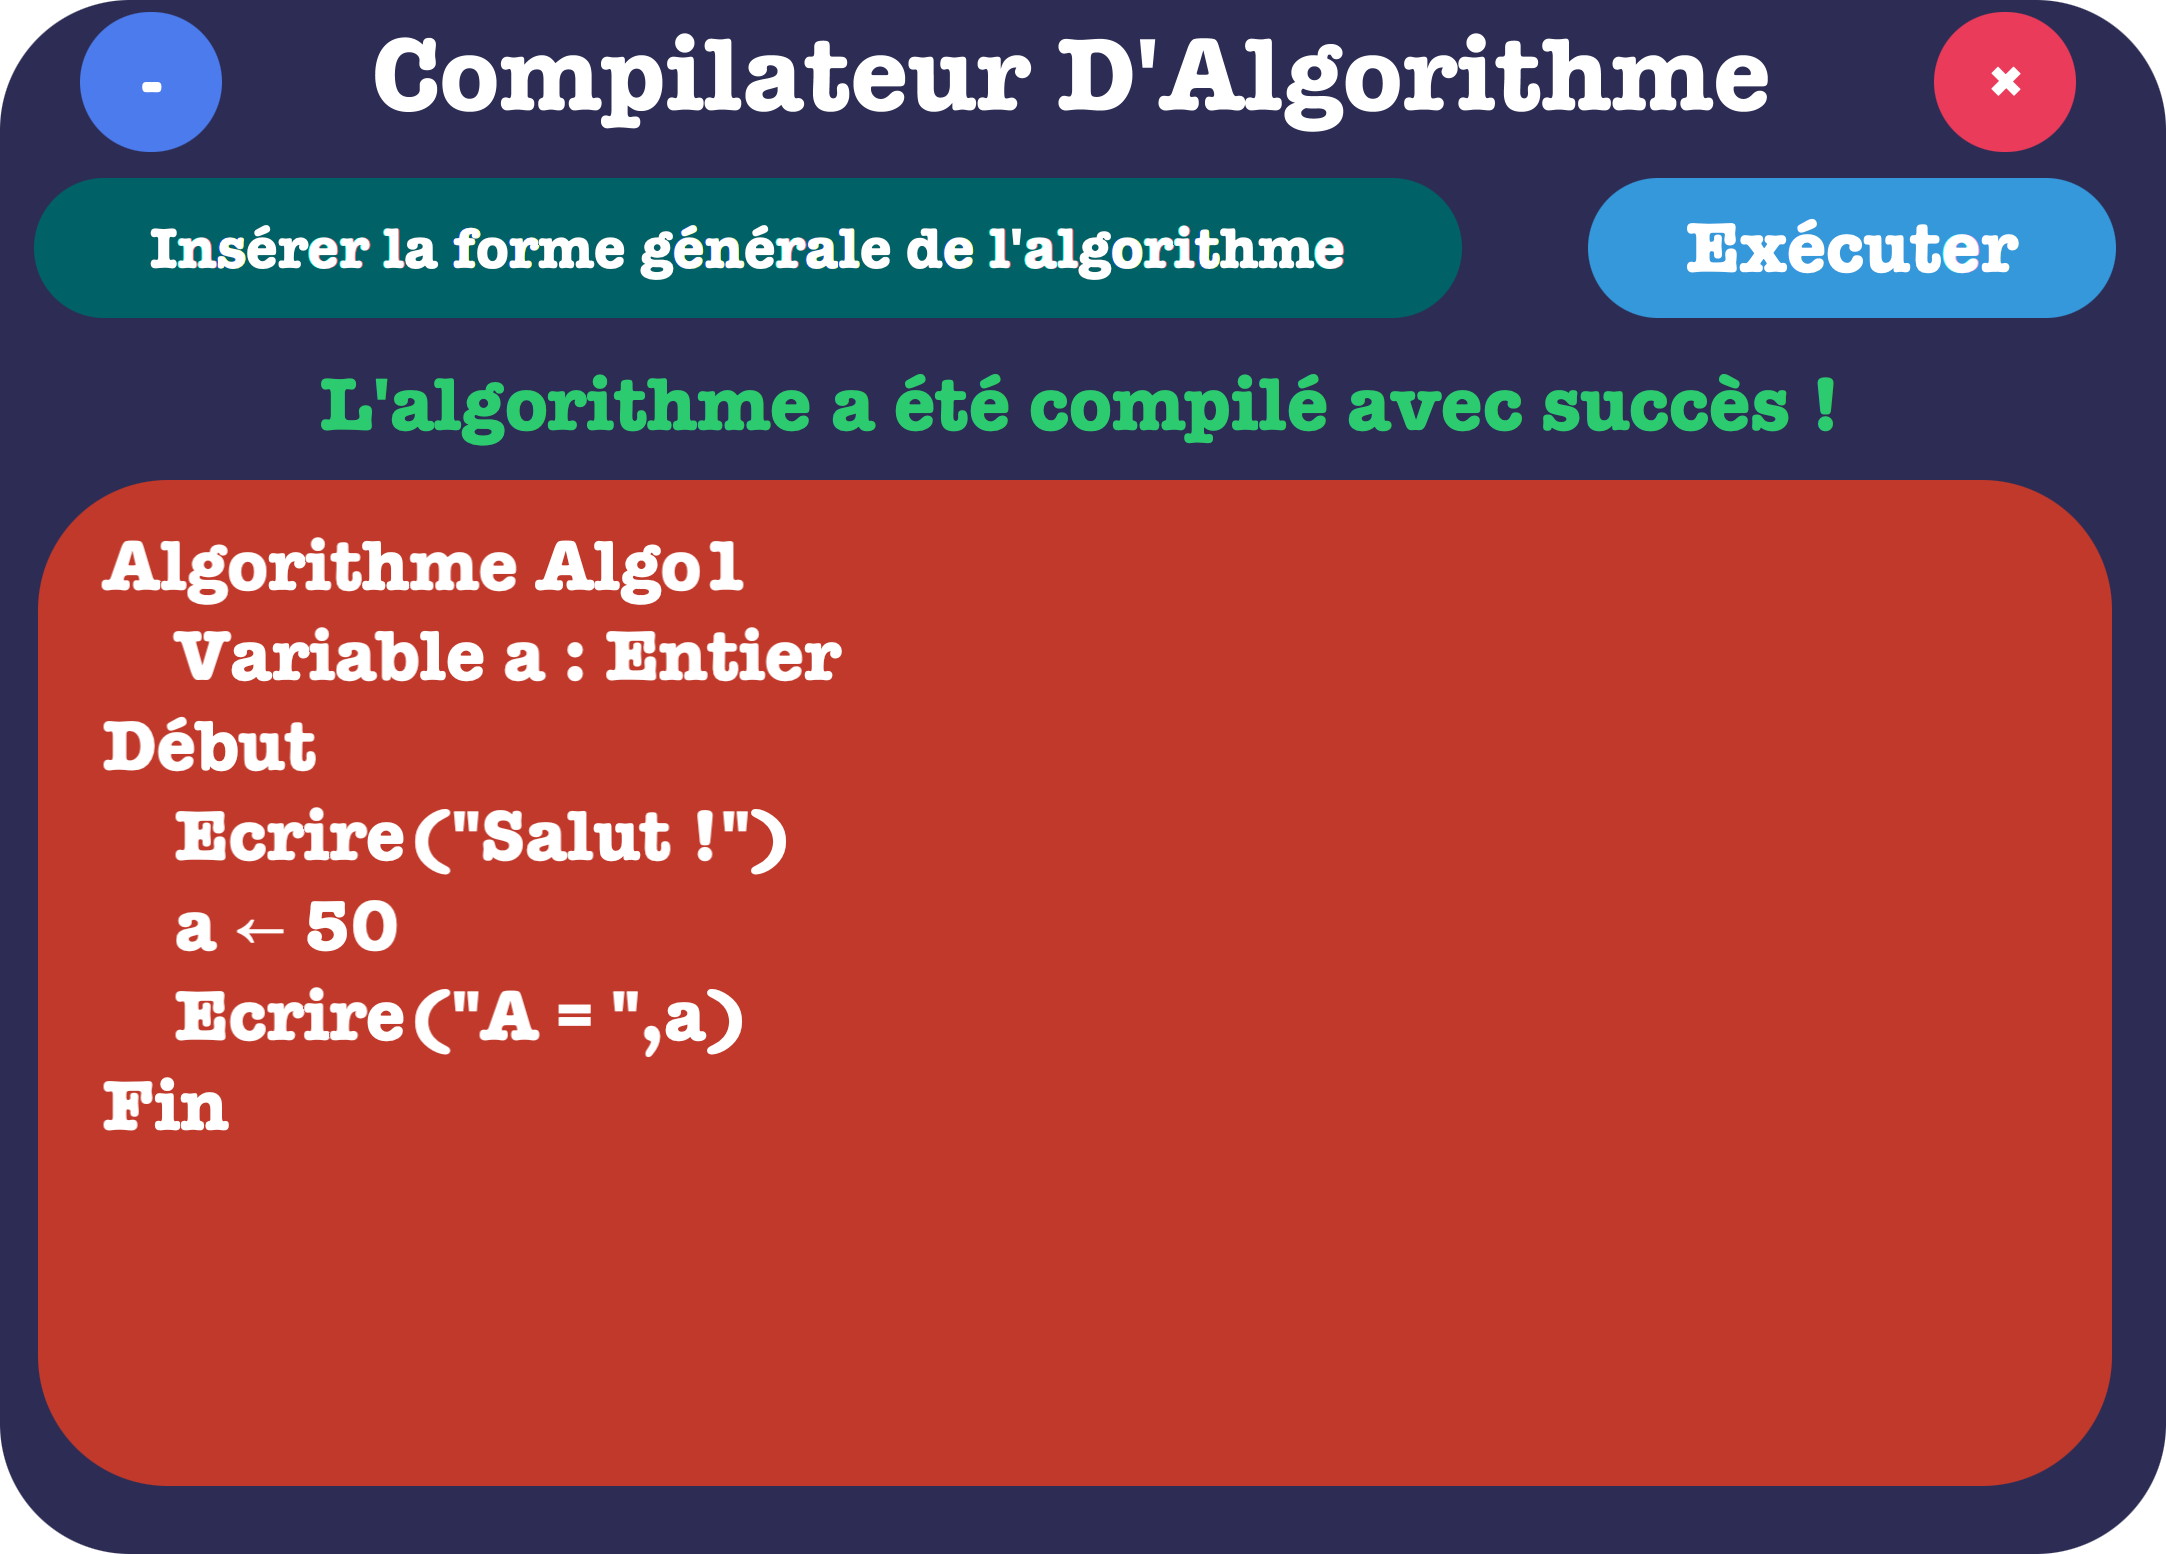 - Compilateur D'Algorithme ×
Insérer la forme générale de l'algorithme Exécuter
L'algorithme a été compilé avec succès !
Algorithme Algo1
Variable a : Entier
Début
Ecrire("Salut !")
a ← 50
Ecrire("A = ",a)
Fin